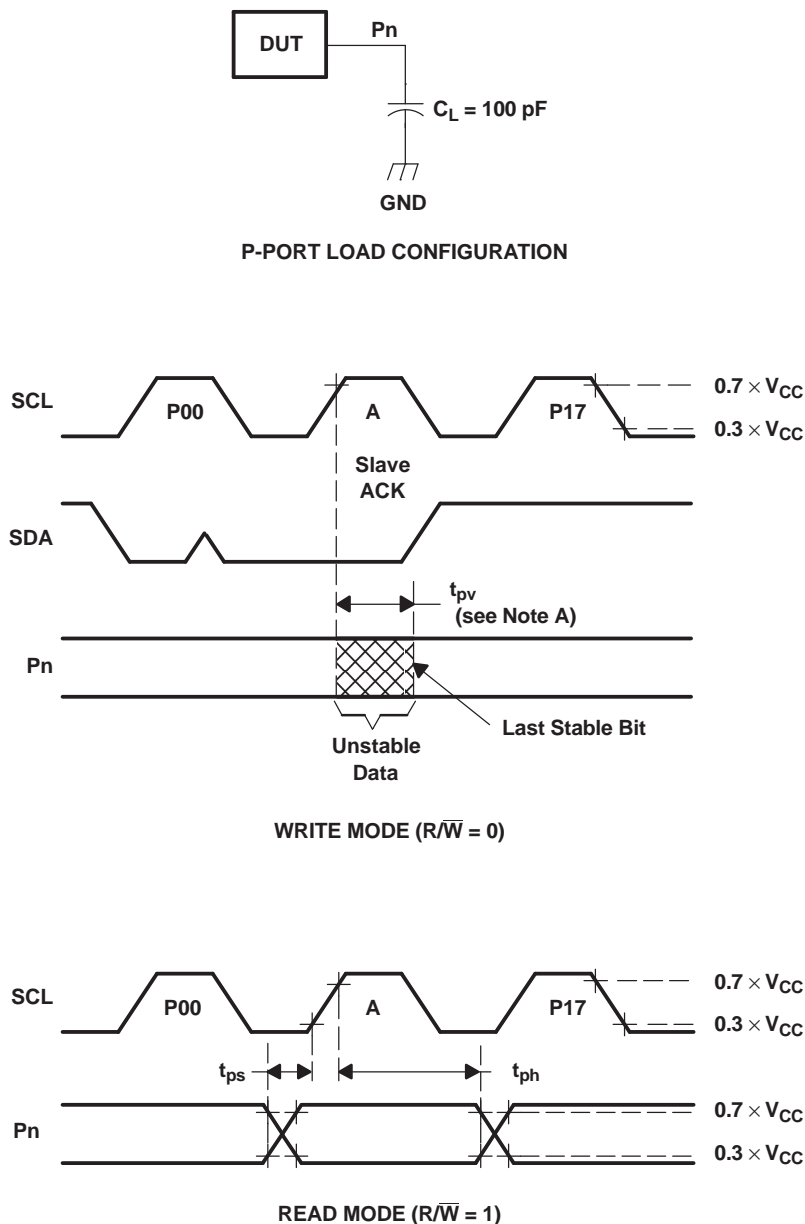 DUT
Pn
C_L = 100 pF
GND
P-PORT LOAD CONFIGURATION
SCL
P00
A
P17
0.7 × V_CC
0.3 × V_CC
Slave
ACK
SDA
t_pv
(see Note A)
Pn
Last Stable Bit
Unstable
Data
WRITE MODE (R/W̅ = 0)
SCL
P00
A
P17
0.7 × V_CC
0.3 × V_CC
t_ps
t_ph
Pn
0.7 × V_CC
0.3 × V_CC
READ MODE (R/W̅ = 1)